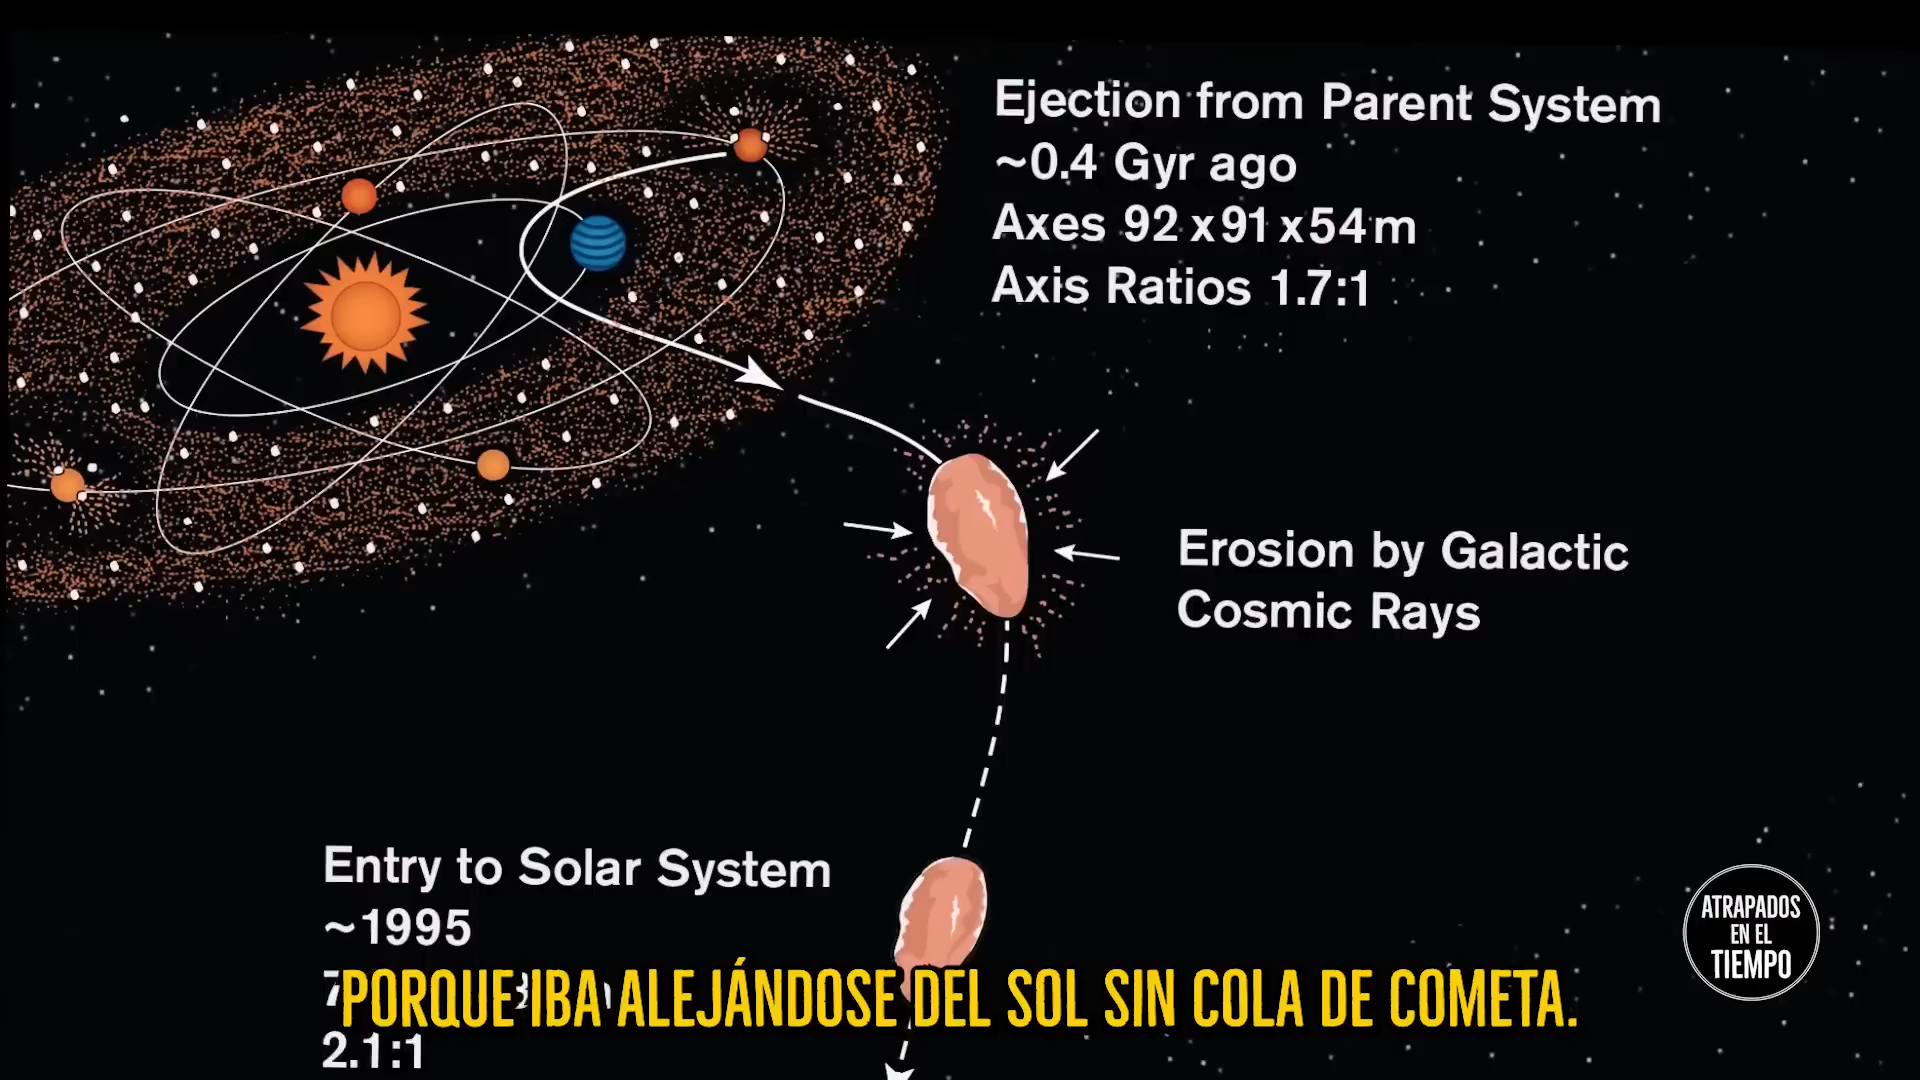 Ejection from Parent System
~0.4 Gyr ago
Axes 92 x 91 x 54 m
Axis Ratios 1.7:1
Erosion by Galactic
Cosmic Rays
Entry to Solar System
~1995
2.1:1
PORQUE IBA ALEJÁNDOSE DEL SOL SIN COLA DE COMETA.
ATRAPADOS
EN EL
TIEMPO